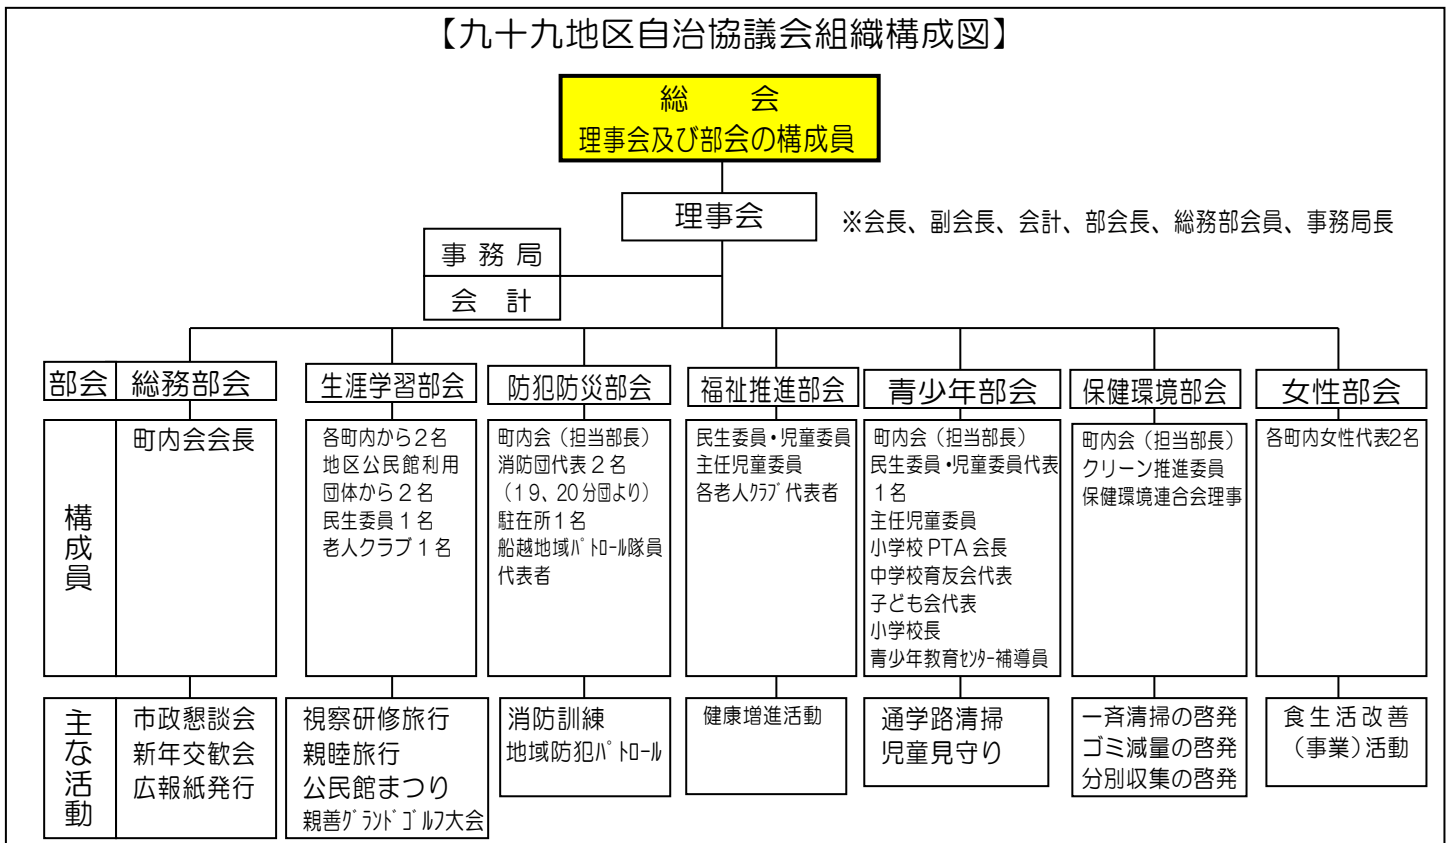 【九十九地区自治協議会組織構成図】
総　会
理事会及び部会の構成員
理事会
※会長、副会長、会計、部会長、総務部会員、事務局長
事務局
会　計
部会
総務部会
生涯学習部会
防犯防災部会
福祉推進部会
青少年部会
保健環境部会
女性部会
構成員
町内会会長
各町内から2名
地区公民館利用
団体から2名
民生委員1名
老人クラブ1名
町内会（担当部長）
消防団代表2名
（19、20分団より）
駐在所1名
船越地域ﾊﾟﾄﾛｰﾙ隊員
代表者
民生委員・児童委員
主任児童委員
各老人ｸﾗﾌﾞ代表者
町内会（担当部長）
民生委員・児童委員代表
1名
主任児童委員
小学校PTA会長
中学校育友会代表
子ども会代表
小学校長
青少年教育ｾﾝﾀｰ補導員
町内会（担当部長）
クリーン推進委員
保健環境連合会理事
各町内女性代表2名
主な活動
市政懇談会
新年交歓会
広報紙発行
視察研修旅行
親睦旅行
公民館まつり
親善ｸﾞﾗﾝﾄﾞｺﾞﾙﾌ大会
消防訓練
地域防犯ﾊﾟﾄﾛｰﾙ
健康増進活動
通学路清掃
児童見守り
一斉清掃の啓発
ゴミ減量の啓発
分別収集の啓発
食生活改善
（事業）活動